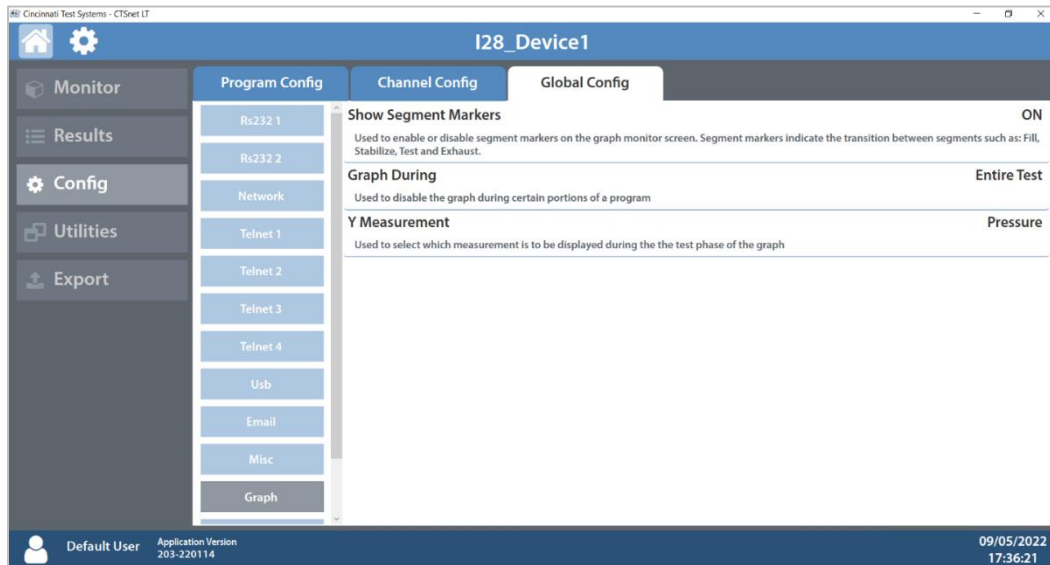 Cincinnati Test Systems - CTSnet LT
I28_Device1
Monitor
Results
Config
Utilities
Export
Program Config
Channel Config
Global Config
Rs232 1
Rs232 2
Network
Telnet 1
Telnet 2
Telnet 3
Telnet 4
Usb
Email
Misc
Graph
Show Segment Markers ON
Used to enable or disable segment markers on the graph monitor screen. Segment markers indicate the transition between segments such as: Fill,
Stabilize, Test and Exhaust.
Graph During Entire Test
Used to disable the graph during certain portions of a program
Y Measurement Pressure
Used to select which measurement is to be displayed during the the test phase of the graph
Default User
Application Version
203-220114
09/05/2022
17:36:21